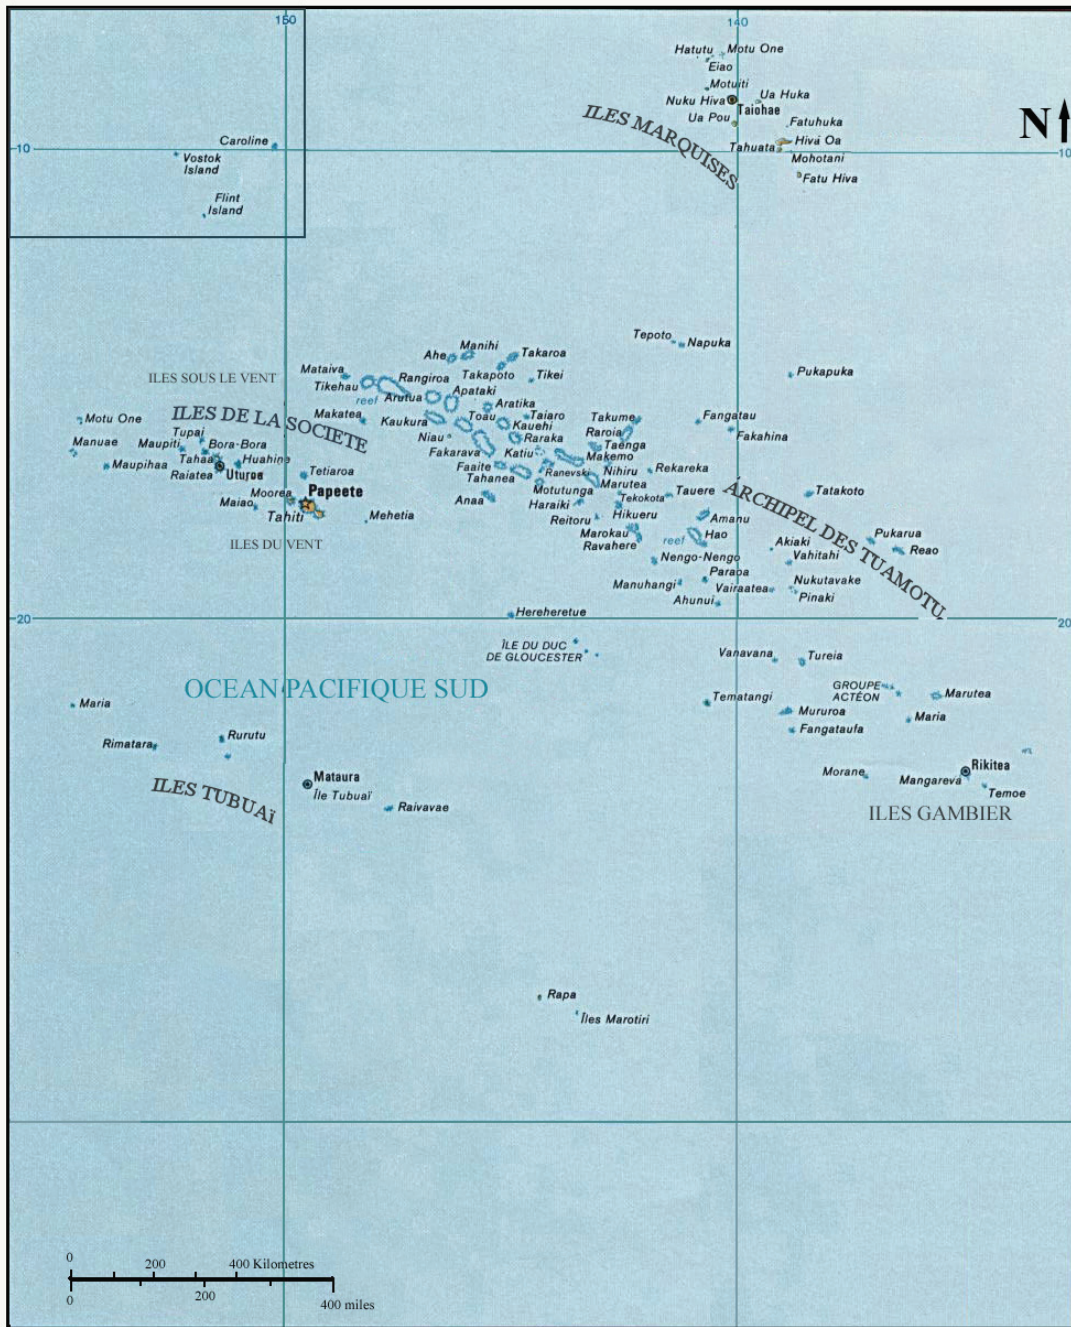 150
140
Hatutu
Motu One
Eiao
Motuiti
Nuku Hiva
Taiohae
Ua Huka
Ua Pou
Fatuhuka
ILES MARQUISES
Hiva Oa
Tahuata
Mohotani
Fatu Hiva
N
Caroline
10
10
Vostok
Island
Flint
Island
Tepoto
Napuka
Pukapuka
Ahe
Manihi
Takaroa
Takapoto
Tikei
Mataiva
Tikehau
Rangiroa
reef
Arutua
Apataki
Aratika
ILES SOUS LE VENT
ILES DE LA SOCIETE
Makatea
Kaukura
Toau
Taiaro
Kauehi
Niau
Raraka
Fakarava
Katiu
Takume
Raroia
Taenga
Makemo
Fangatau
Fakahina
Motu One
Manuae
Tupai
Maupiti
Bora-Bora
Tahaa
Huahine
Maupihaa
Raiatea
Uturoa
Tetiaroa
Moorea
Papeete
Maiao
Tahiti
Mehetia
ILES DU VENT
Faaite
Tahanea
Ranevski
Nihiru
Rekareka
Anaa
Motutunga
Marutea
Haraiki
Tekokota
Tauere
Reitoru
Hikueru
Amanu
Marokau
Hao
Ravahere
reef
Nengo-Nengo
ARCHIPEL DES TUAMOTU
Tatakoto
Akiaki
Pukarua
Reao
Vahitahi
Paraoa
Manuhangi
Vairaatea
Nukutavake
Pinaki
Ahunui
20
20
Hereheretue
ÎLE DU DUC
DE GLOUCESTER
Vanavana
Tureia
OCEAN PACIFIQUE SUD
Tematangi
GROUPE
ACTÉON
Marutea
Mururoa
Maria
Fangataufa
Maria
Rimatara
Rurutu
ILES TUBUAÏ
Mataura
Île Tubuaï
Raivavae
Morane
Rikitea
Mangareva
Temoe
ILES GAMBIER
Rapa
Îles Marotiri
0
200
400 Kilometres
0
200
400 miles